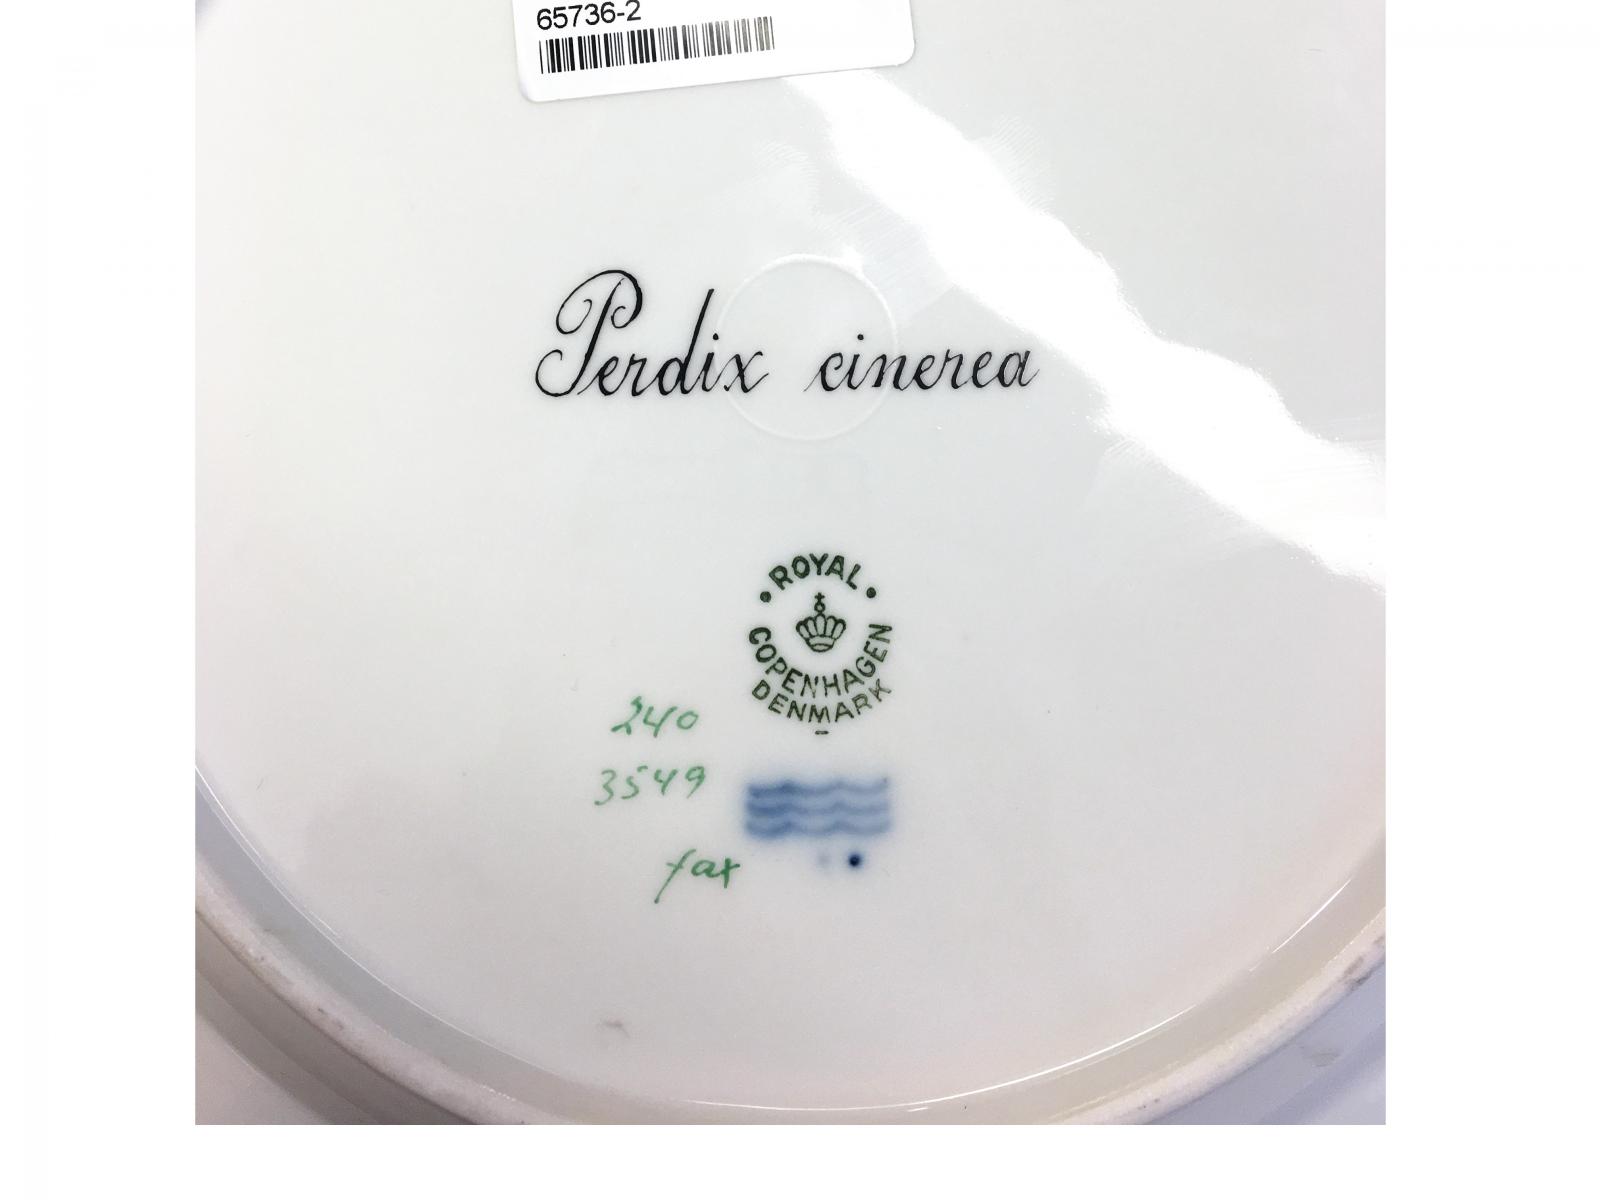 65736-2
Perdix cinerea
ROYAL
COPENHAGEN
DENMARK
240
3549
fax